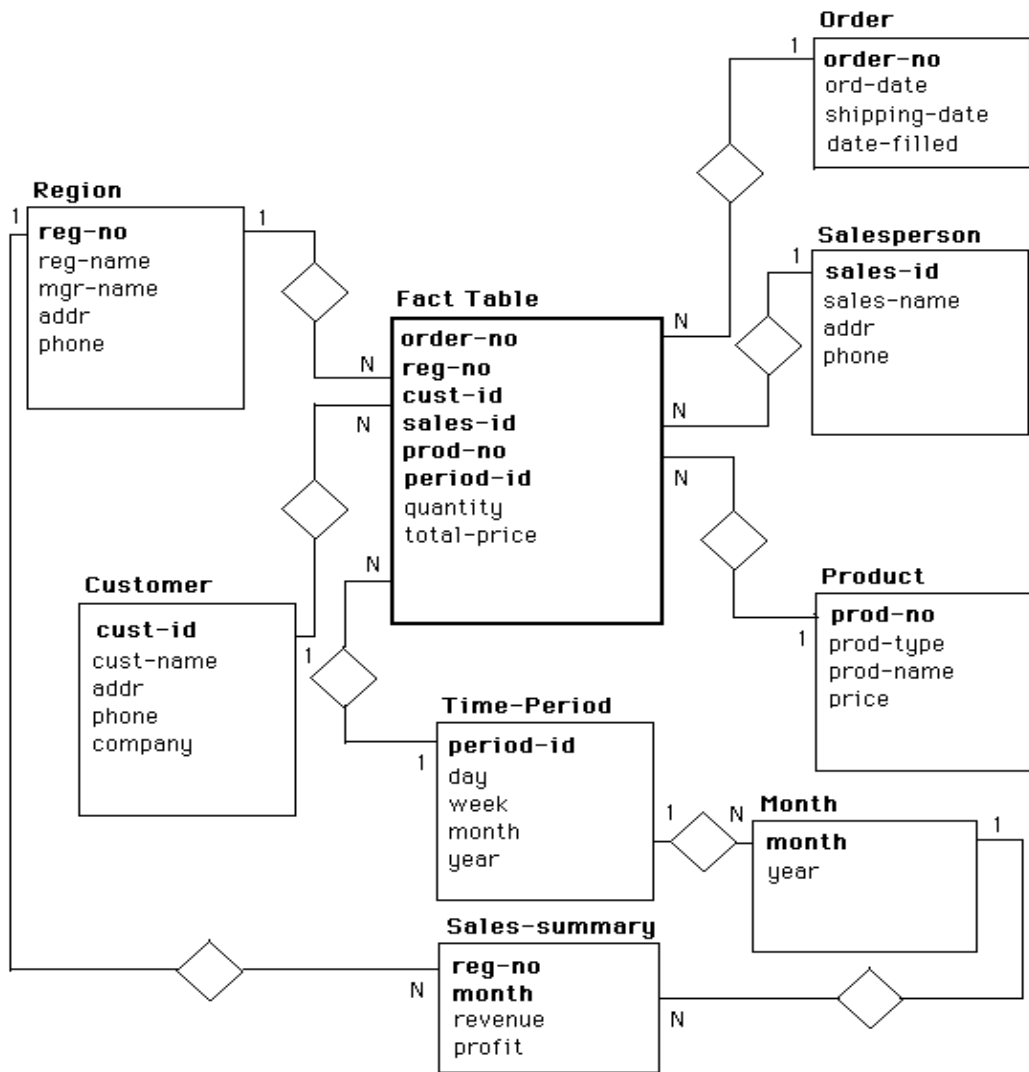 Order
1
order-no
ord-date
shipping-date
date-filled
Region
1
reg-no
reg-name
mgr-name
addr
phone
1
Salesperson
1
sales-id
sales-name
addr
phone
Fact Table
order-no
reg-no
cust-id
sales-id
prod-no
period-id
quantity
total-price
N
N
N
N
N
N
Customer
cust-id
cust-name
addr
phone
company
1
Product
prod-no
prod-type
prod-name
price
1
Time-Period
period-id
day
week
month
year
1
1
N
Month
month
year
1
Sales-summary
reg-no
month
revenue
profit
N
N